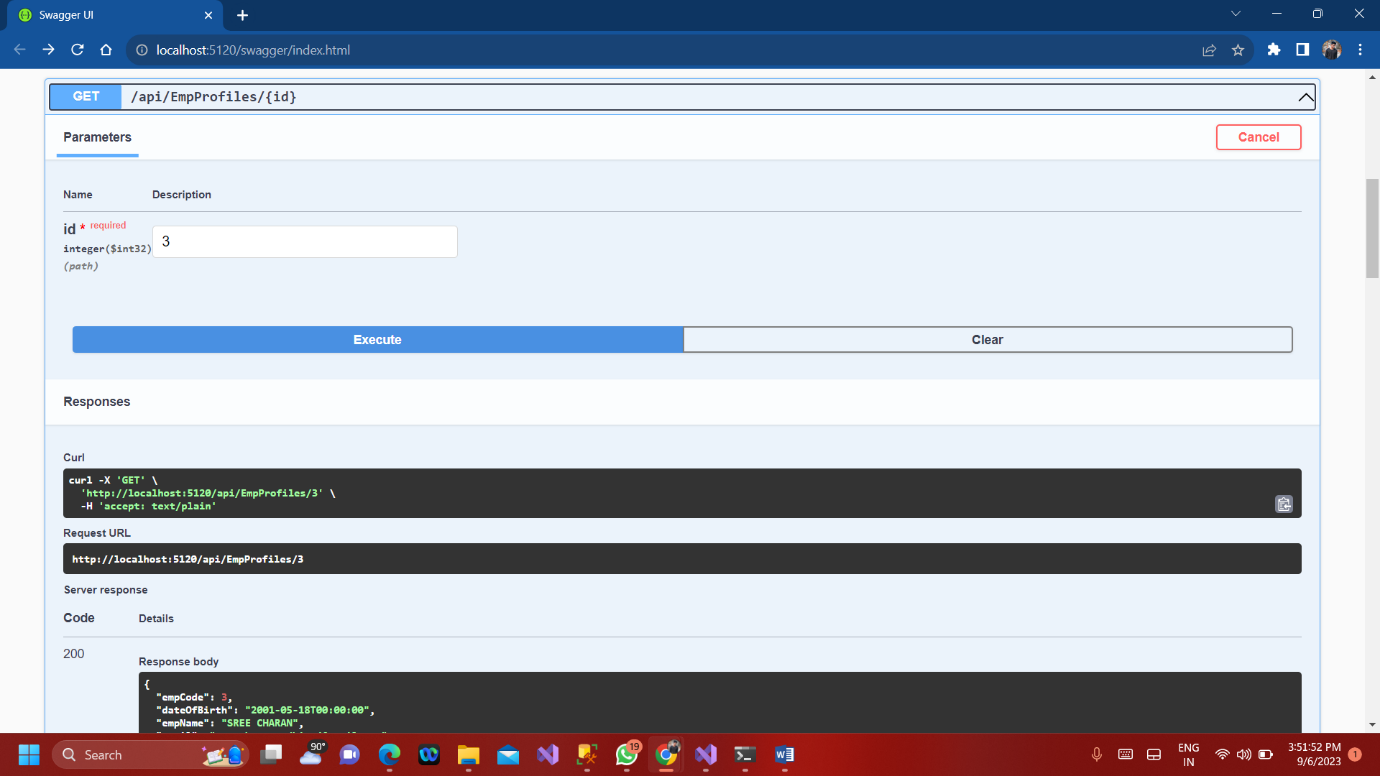 Swagger UI
localhost:5120/swagger/index.html
GET /api/EmpProfiles/{id}
Parameters
Cancel
Name Description
id * required
integer($int32)
(path)
3
Execute Clear
Responses
Curl
curl -X 'GET' \
'http://localhost:5120/api/EmpProfiles/3' \
-H 'accept: text/plain'
Request URL
http://localhost:5120/api/EmpProfiles/3
Server response
Code Details
200
Response body
{
"empCode": 3,
"dateOfBirth": "2001-05-18T00:00:00",
"empName": "SREE CHARAN",
Search
90°
19
ENG
IN
3:51:52 PM
9/6/2023
1